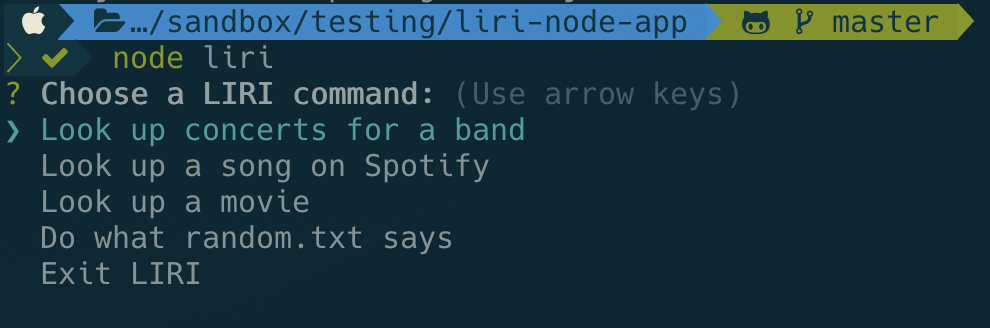 …/sandbox/testing/liri-node-app master
node liri
? Choose a LIRI command: (Use arrow keys)
❯ Look up concerts for a band
Look up a song on Spotify
Look up a movie
Do what random.txt says
Exit LIRI